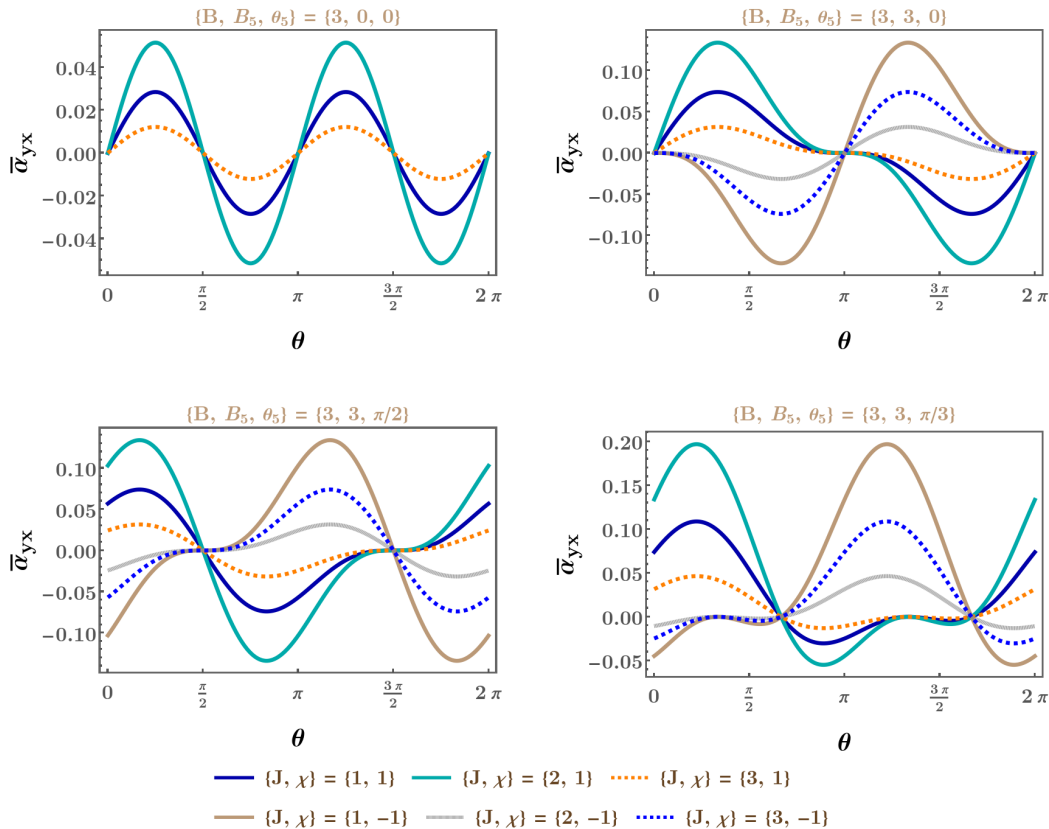 {B, B₅, θ₅} = {3, 0, 0}
{B, B₅, θ₅} = {3, 3, 0}
0.04
0.02
0.00
−0.02
−0.04
ᾱyx
0
π/2
π
3π/2
2π
θ
0.10
0.05
0.00
−0.05
−0.10
ᾱyx
0
π/2
π
3π/2
2π
θ
{B, B₅, θ₅} = {3, 3, π/2}
{B, B₅, θ₅} = {3, 3, π/3}
0.10
0.05
0.00
−0.05
−0.10
ᾱyx
0
π/2
π
3π/2
2π
θ
0.20
0.15
0.10
0.05
0.00
−0.05
ᾱyx
0
π/2
π
3π/2
2π
θ
{J, χ} = {1, 1}
{J, χ} = {2, 1}
{J, χ} = {3, 1}
{J, χ} = {1, −1}
{J, χ} = {2, −1}
{J, χ} = {3, −1}